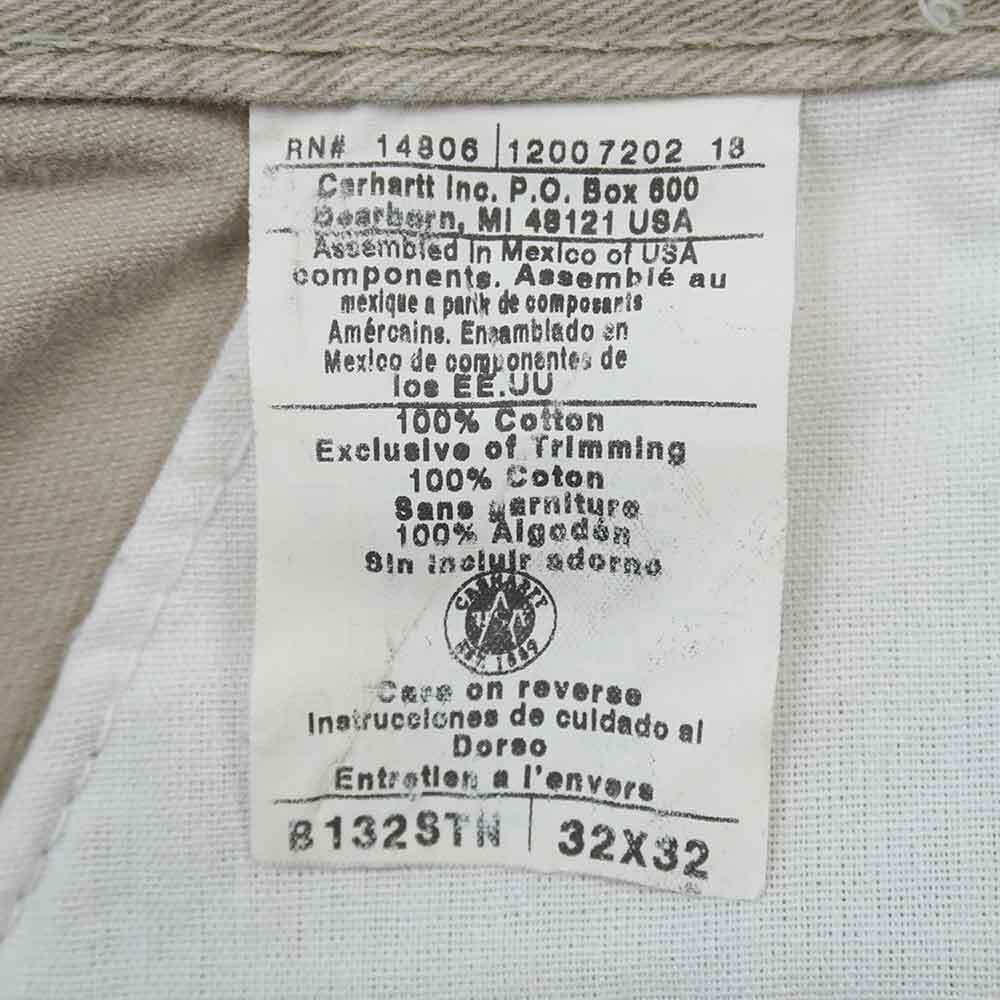 RN# 14806 12007202 18
Carhartt Inc. P.O. Box 600
Dearborn, MI 48121 USA
Assembled in Mexico of USA
components. Assemblé au
mexique a partir de composants
Amércains. Ensamblado en
Mexico de componentes de
los EE.UU
100% Cotton
Exclusive of Trimming
100% Coton
Sans garniture
100% Algodón
Sin incluir adorno
CARHARTT
EST. 1889
Care on reverse
Instrucciones de cuidado al
Dorso
Entretien a l'envers
B132STN 32X32